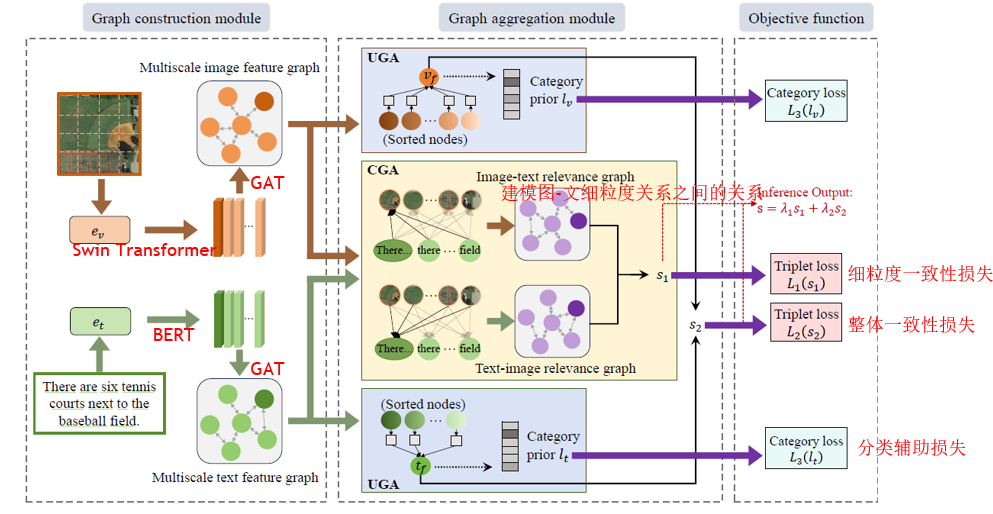 Graph construction module
Graph aggregation module
Objective function
Multiscale image feature graph
GAT
e_v
Swin Transformer
...
e_t
BERT
...
GAT
There are six tennis
courts next to the
baseball field.
Multiscale text feature graph
UGA
v_f
...
(Sorted nodes)
Category
prior l_v
CGA
Image-text relevance graph
建模图-文细粒度关系之间的关系
...
There...
there
...
field
...
There...
there
...
field
Text-image relevance graph
s_1
s_2
(Sorted nodes)
...
t_f
Category
prior l_t
UGA
Category loss
L_3(l_v)
Inference Output:
s = λ_1s_1 + λ_2s_2
Triplet loss
L_1(s_1)
细粒度一致性损失
Triplet loss
L_2(s_2)
整体一致性损失
Category loss
L_3(l_t)
分类辅助损失